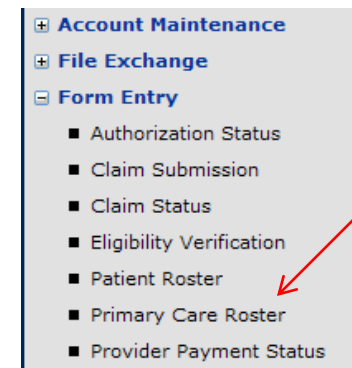 Account Maintenance
File Exchange
Form Entry
Authorization Status
Claim Submission
Claim Status
Eligibility Verification
Patient Roster
Primary Care Roster
Provider Payment Status